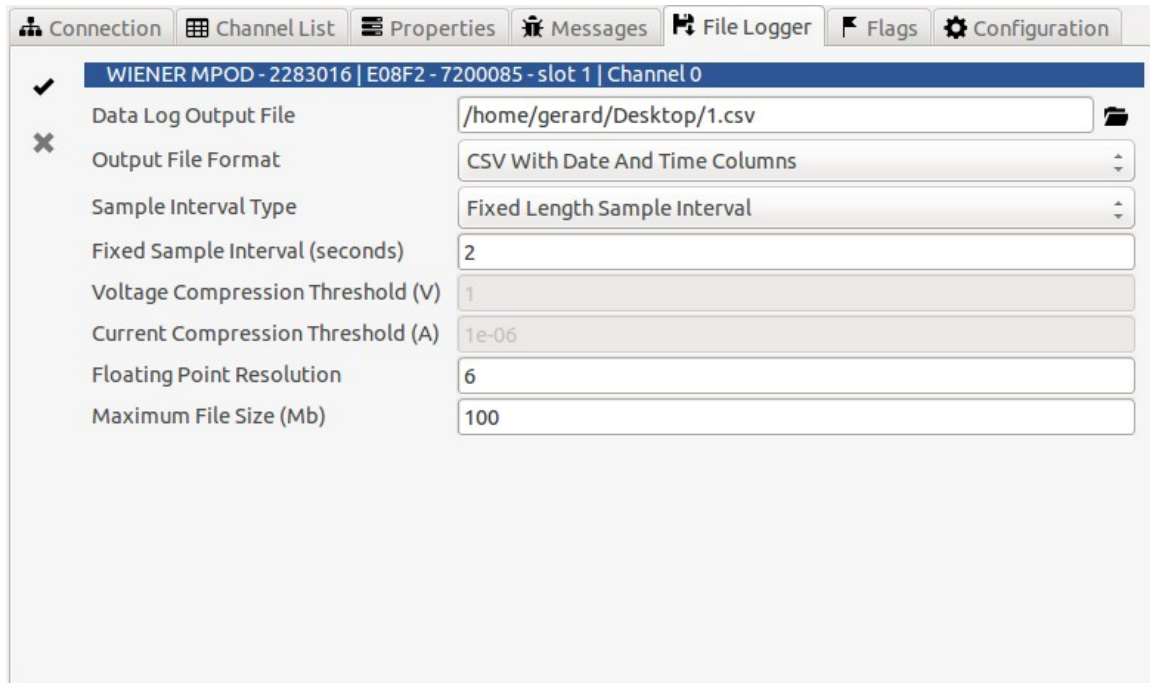 Connection Channel List Properties Messages File Logger Flags Configuration
WIENER MPOD - 2283016 | E08F2 - 7200085 - slot 1 | Channel 0
Data Log Output File /home/gerard/Desktop/1.csv
Output File Format CSV With Date And Time Columns
Sample Interval Type Fixed Length Sample Interval
Fixed Sample Interval (seconds) 2
Voltage Compression Threshold (V) 1
Current Compression Threshold (A) 1e-06
Floating Point Resolution 6
Maximum File Size (Mb) 100